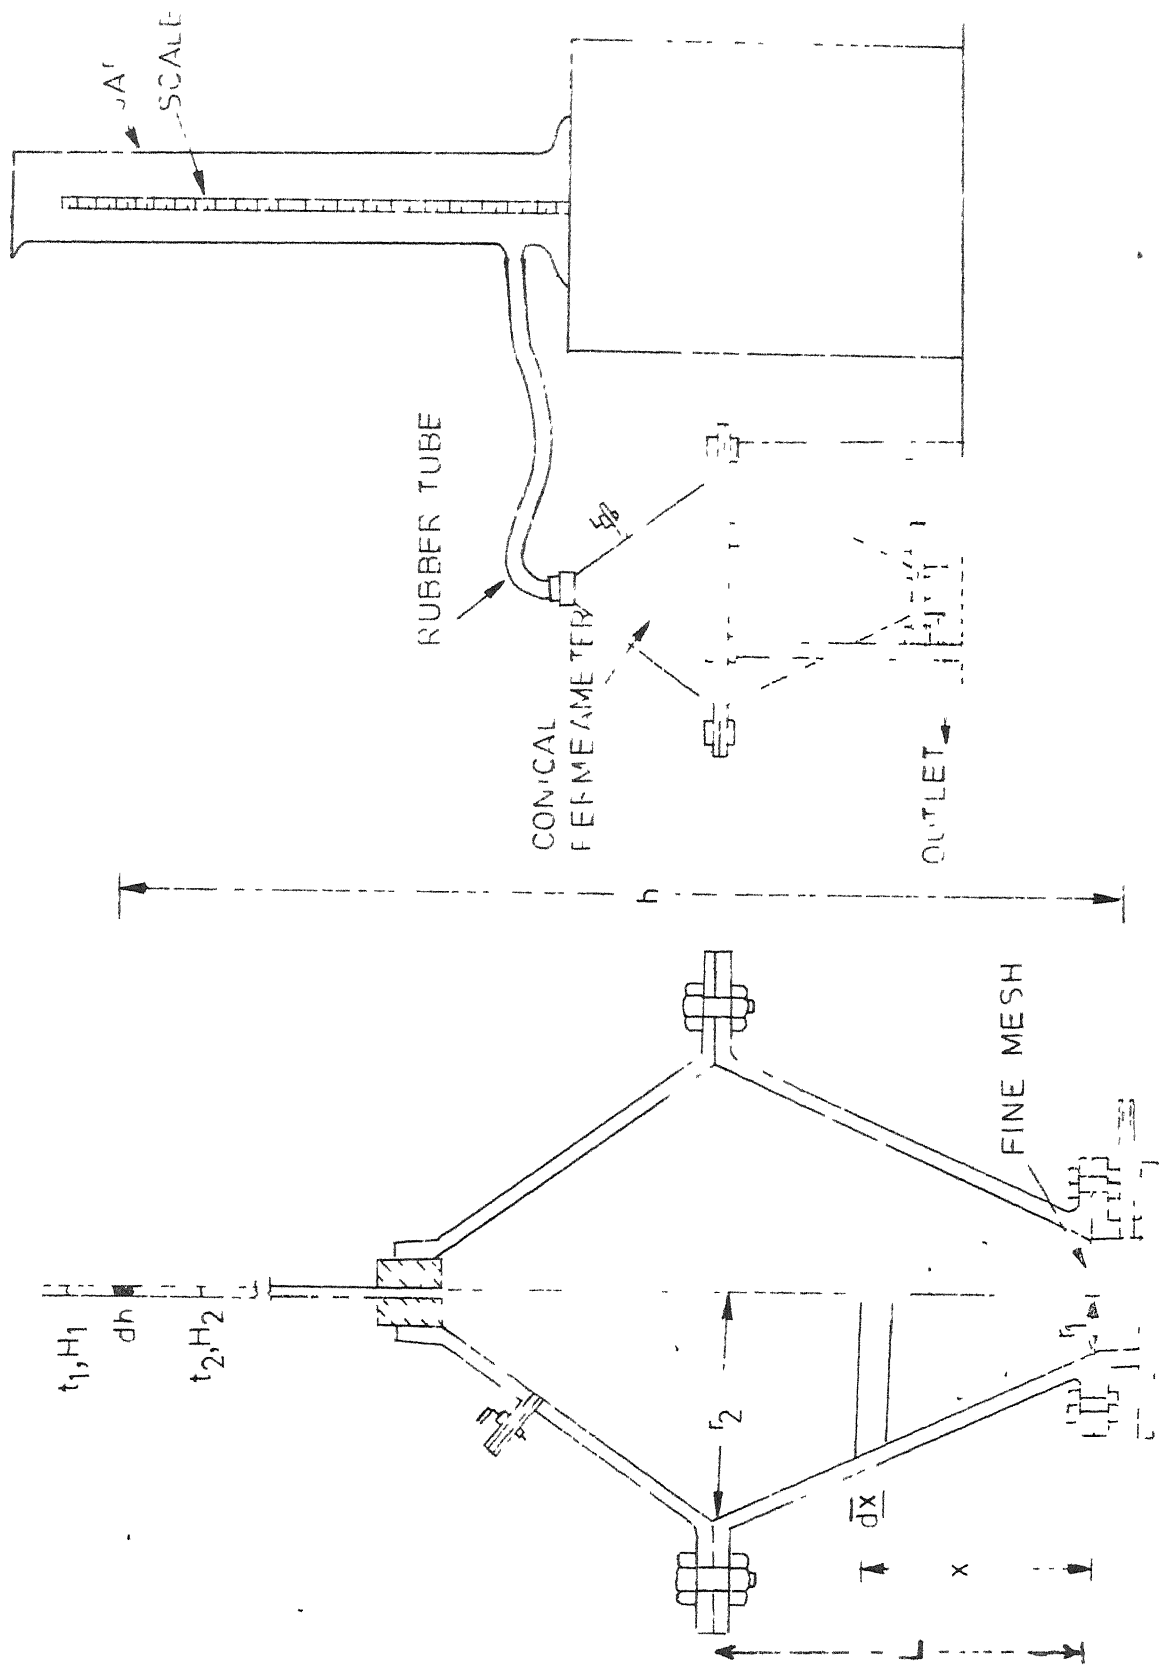 SCALE
RUBBER TUBE
CONICAL
PERMEAMETER
OUTLET
h
t₁,H₁
dh
t₂,H₂
FINE MESH
r₂
r₁
dx
x
L